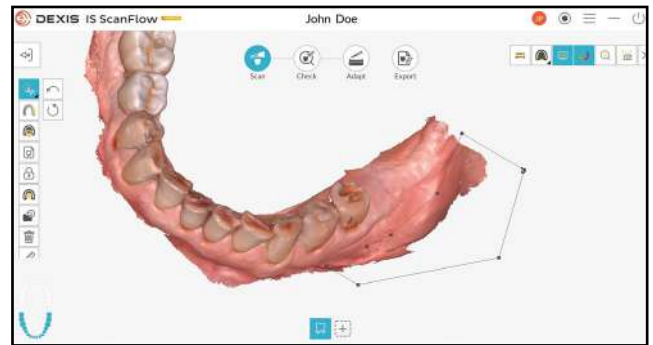 DEXIS IS ScanFlow
John Doe
Scan
Check
Adapt
Export